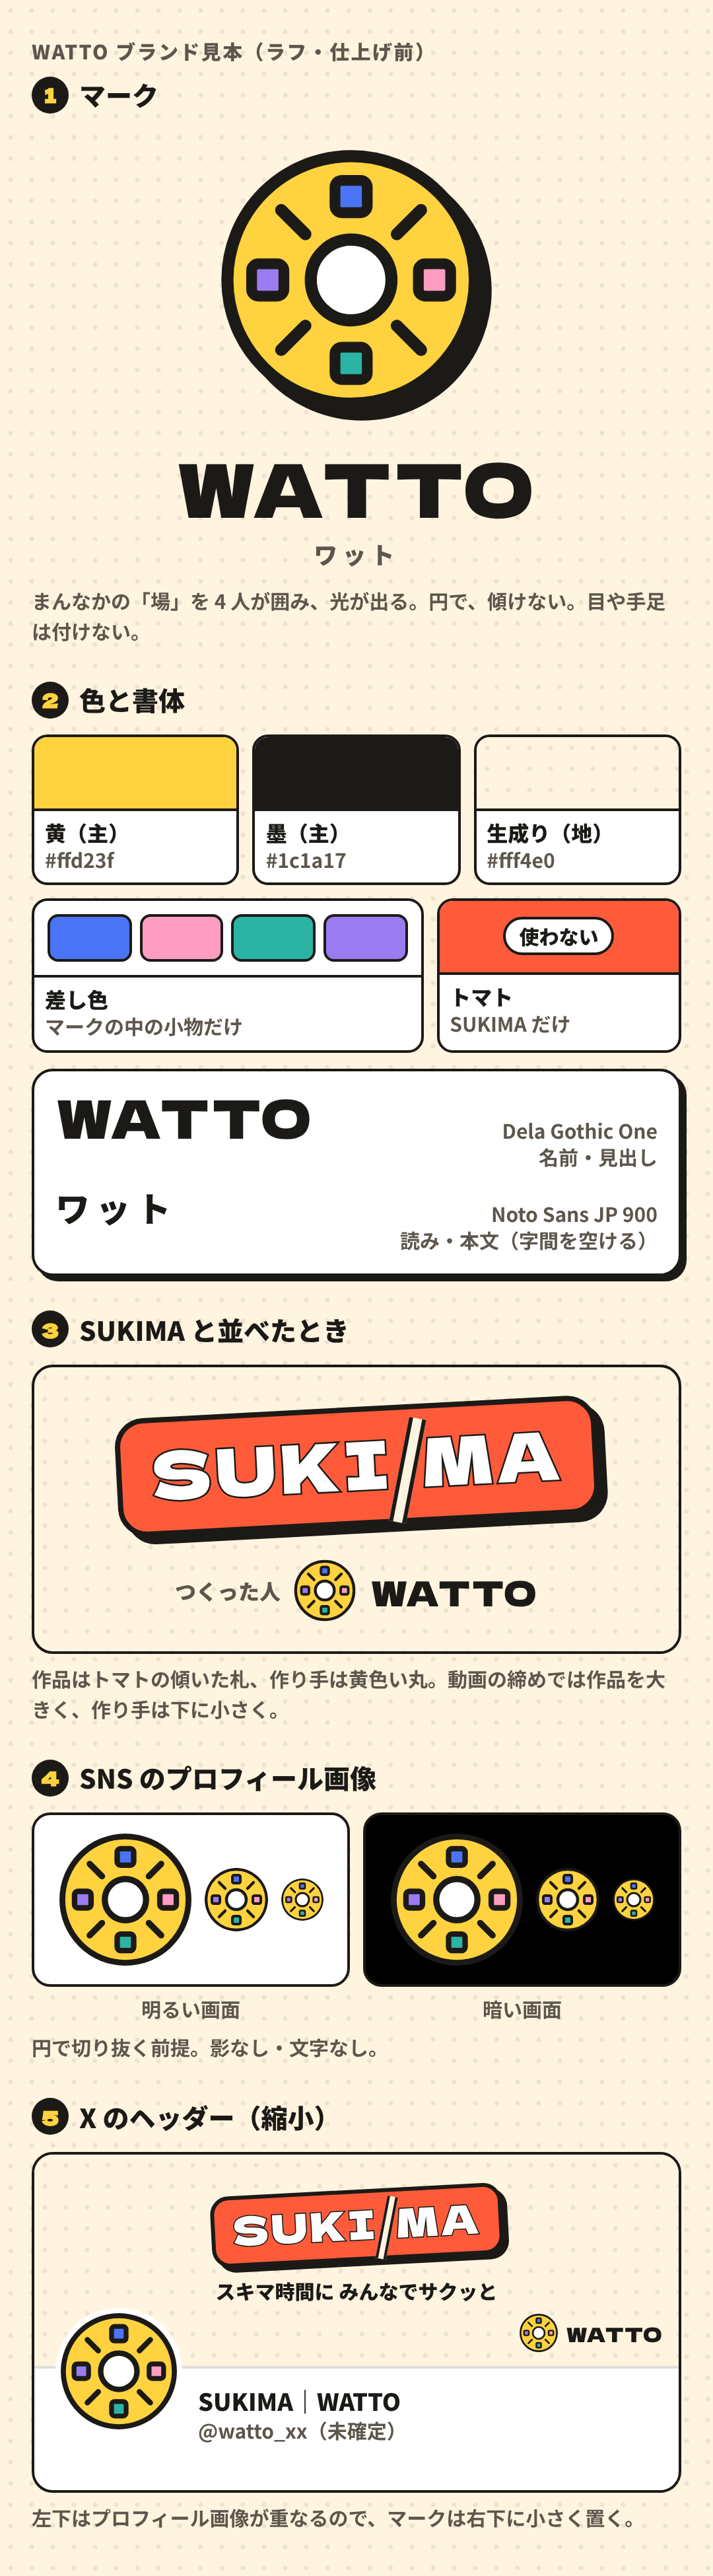 WATTO ブランド見本（ラフ・仕上げ前）
1 マーク
WATTO
ワット
まんなかの「場」を４人が囲み、光が出る。円で、傾けない。目や手足
は付けない。
2 色と書体
黄（主）
#ffd23f
墨（主）
#1c1a17
生成り（地）
#fff4e0
差し色
マークの中の小物だけ
使わない
トマト
SUKIMA だけ
WATTO
Dela Gothic One
名前・見出し
ワット
Noto Sans JP 900
読み・本文（字間を空ける）
3 SUKIMA と並べたとき
SUKI/MA
つくった人 WATTO
作品はトマトの傾いた札、作り手は黄色い丸。動画の締めでは作品を大
きく、作り手は下に小さく。
4 SNS のプロフィール画像
明るい画面
暗い画面
円で切り抜く前提。影なし・文字なし。
5 X のヘッダー（縮小）
SUKI/MA
スキマ時間に みんなでサクッと
WATTO
SUKIMA｜WATTO
@watto_xx（未確定）
左下はプロフィール画像が重なるので、マークは右下に小さく置く。